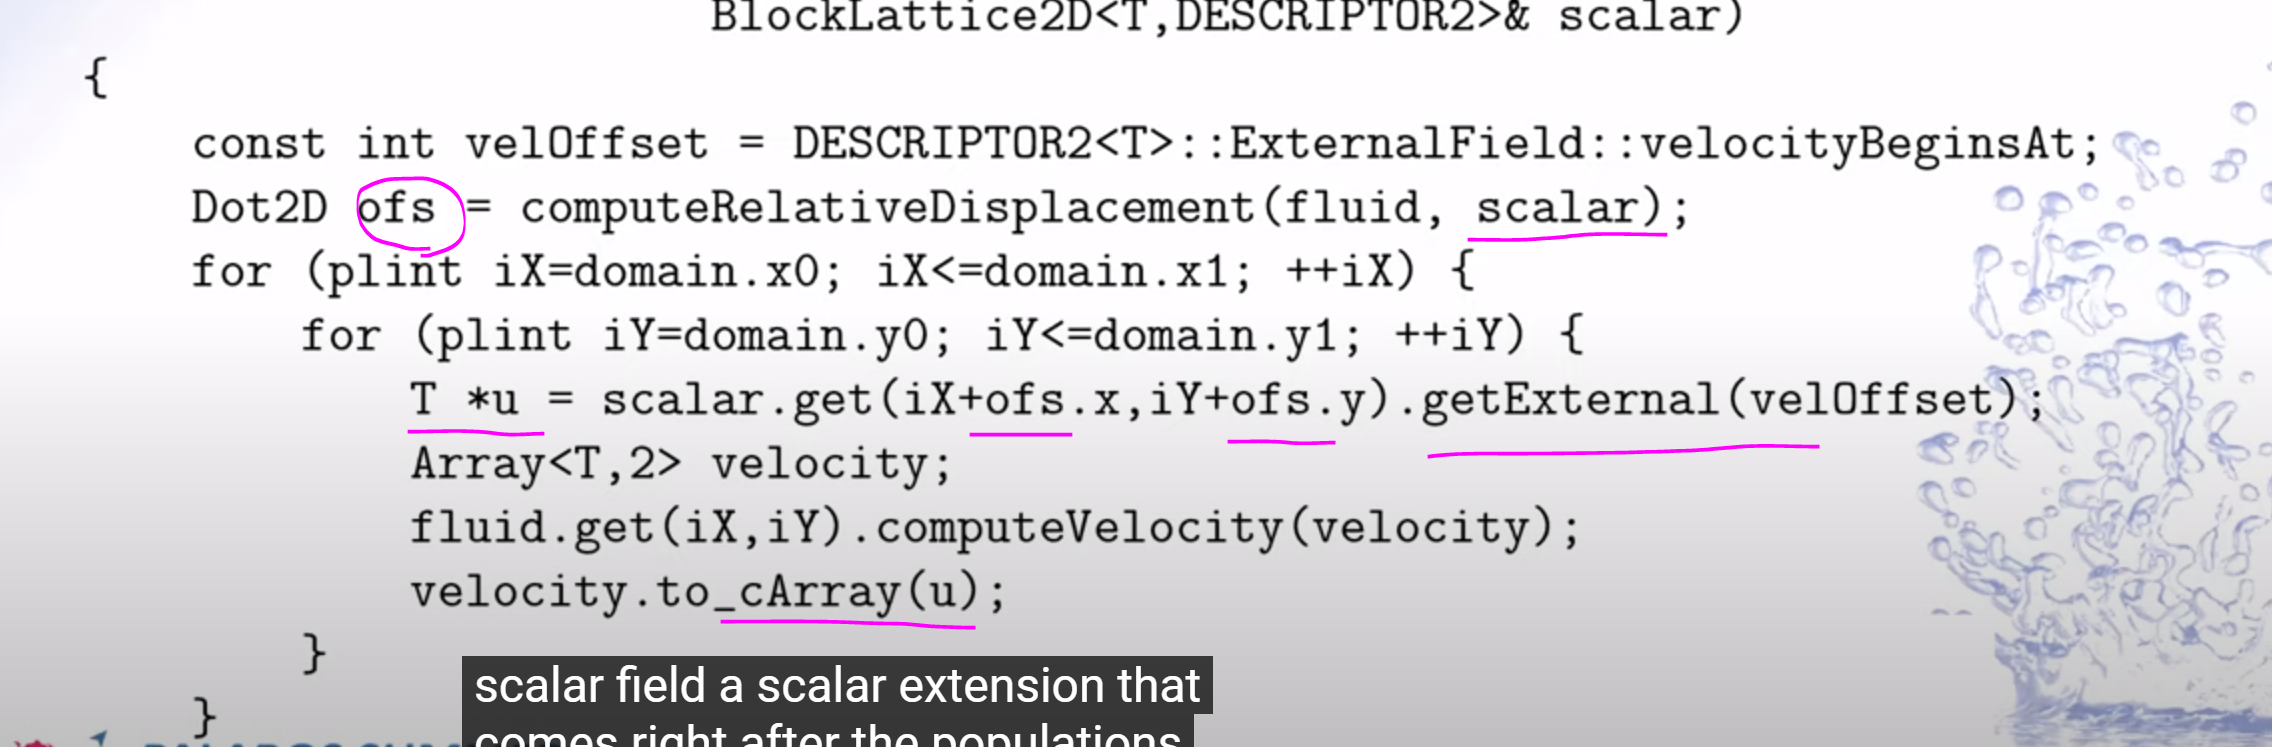 BlockLattice2D<T,DESCRIPTOR2>& scalar)
{
const int velOffset = DESCRIPTOR2<T>::ExternalField::velocityBeginsAt;
Dot2D ofs = computeRelativeDisplacement(fluid, scalar);
for (plint iX=domain.x0; iX<=domain.x1; ++iX) {
for (plint iY=domain.y0; iY<=domain.y1; ++iY) {
T *u = scalar.get(iX+ofs.x,iY+ofs.y).getExternal(velOffset);
Array<T,2> velocity;
fluid.get(iX,iY).computeVelocity(velocity);
velocity.to_cArray(u);
}
}
scalar field a scalar extension that
comes right after the populations